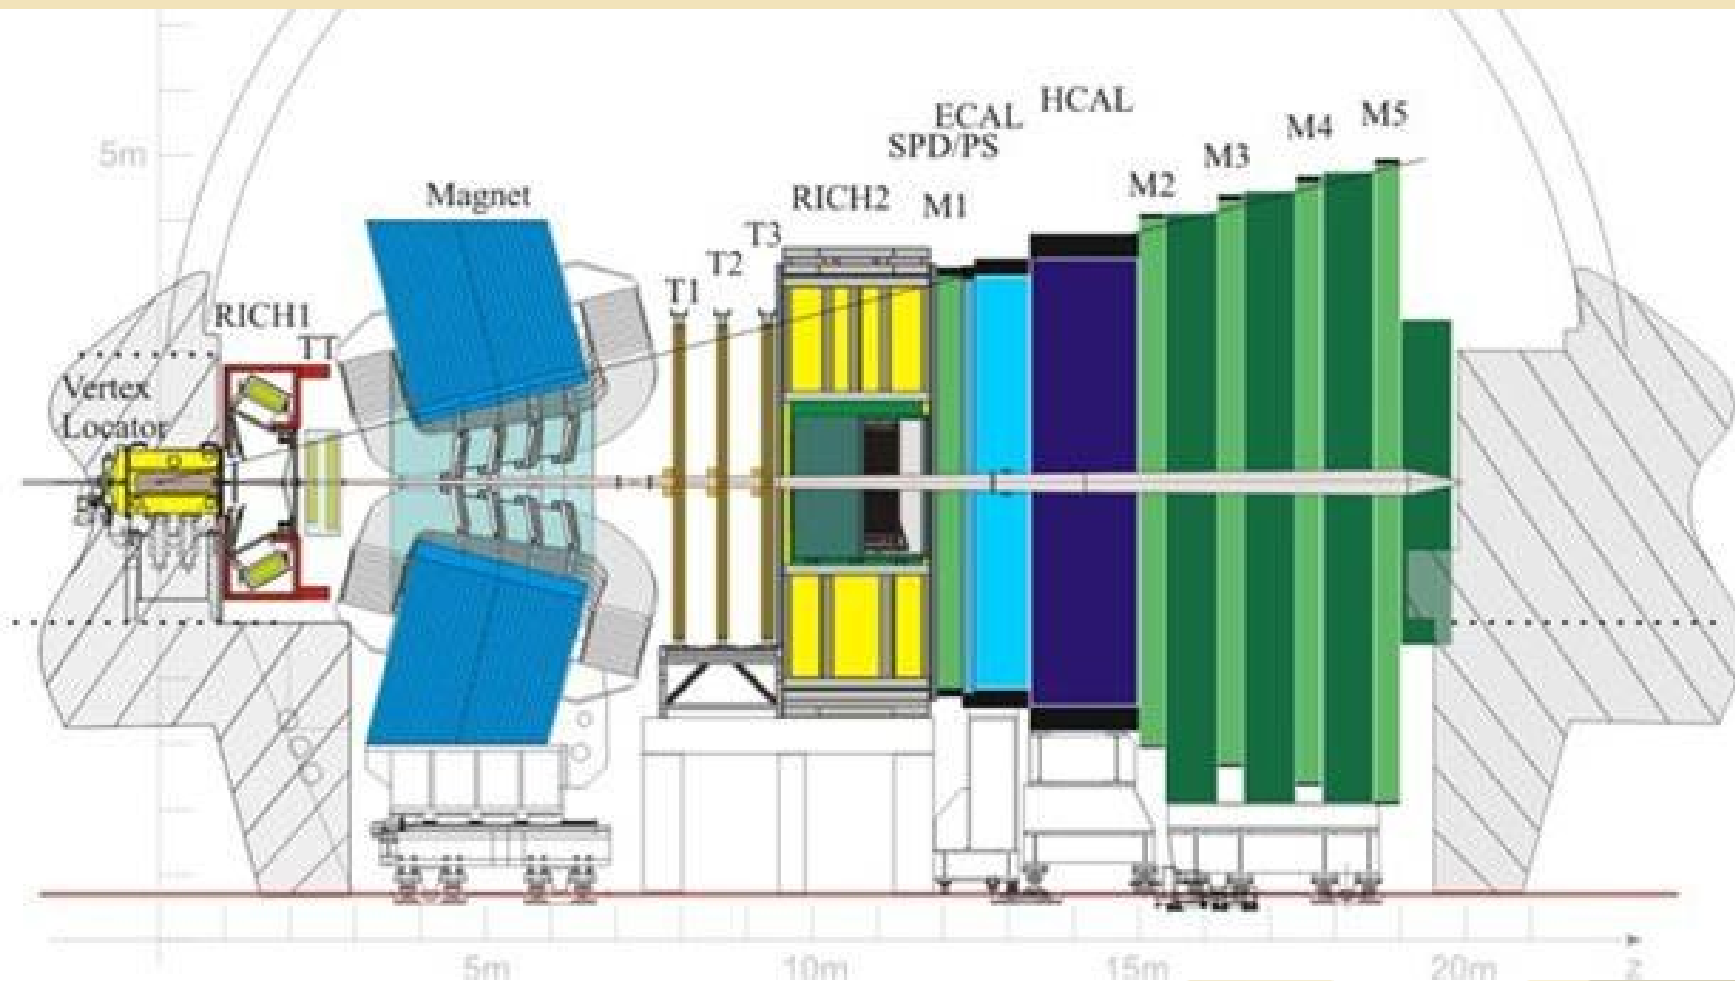 HCAL
ECAL
M5
M4
SPD/PS
M3
5m
M2
Magnet
RICH2
M1
T3
T2
T1
RICH1
TT
Vertex
Locator
5m
10m
15m
20m
z